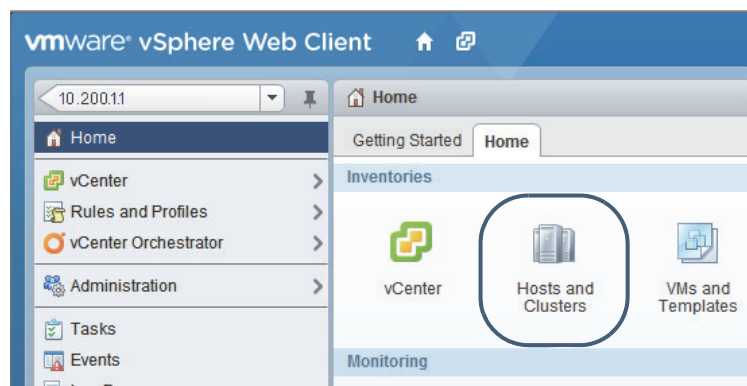 vmware® vSphere Web Client
10.200.1.1
Home
vCenter
Rules and Profiles
vCenter Orchestrator
Administration
Tasks
Events
Home
Getting Started Home
Inventories
vCenter
Hosts and
Clusters
VMs and
Templates
Monitoring